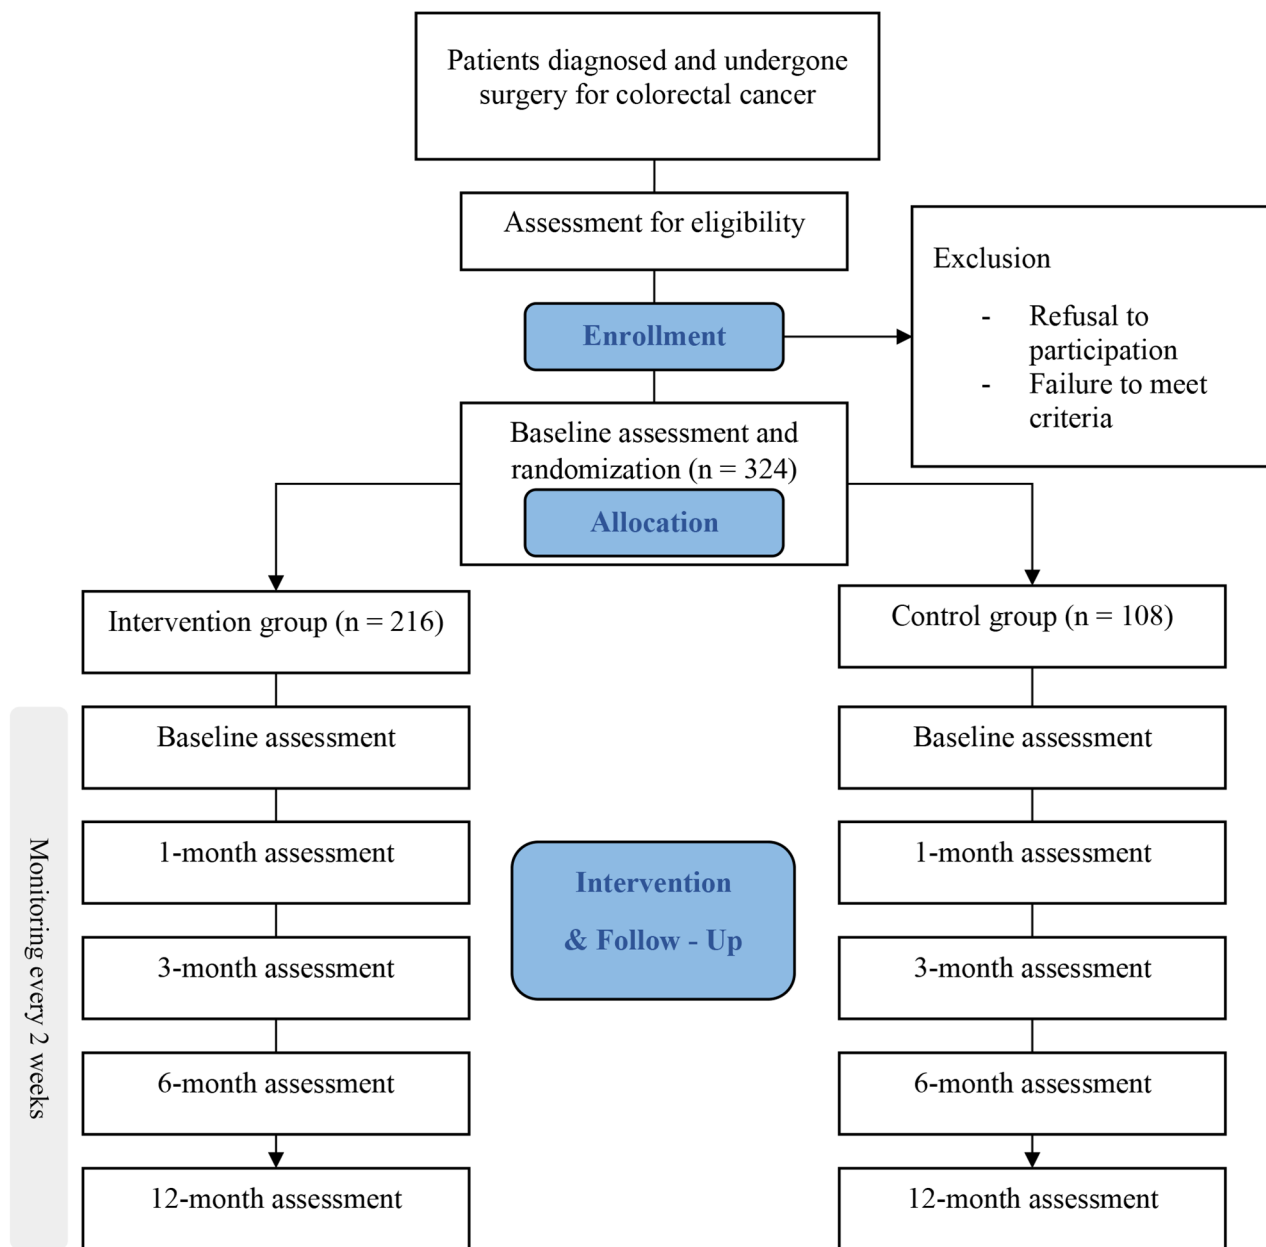 Patients diagnosed and undergone
surgery for colorectal cancer
Assessment for eligibility
Exclusion
- Refusal to
participation
- Failure to meet
criteria
Enrollment
Baseline assessment and
randomization (n = 324)
Allocation
Intervention group (n = 216)
Control group (n = 108)
Monitoring every 2 weeks
Baseline assessment
1-month assessment
3-month assessment
6-month assessment
12-month assessment
Intervention
& Follow - Up
Baseline assessment
1-month assessment
3-month assessment
6-month assessment
12-month assessment